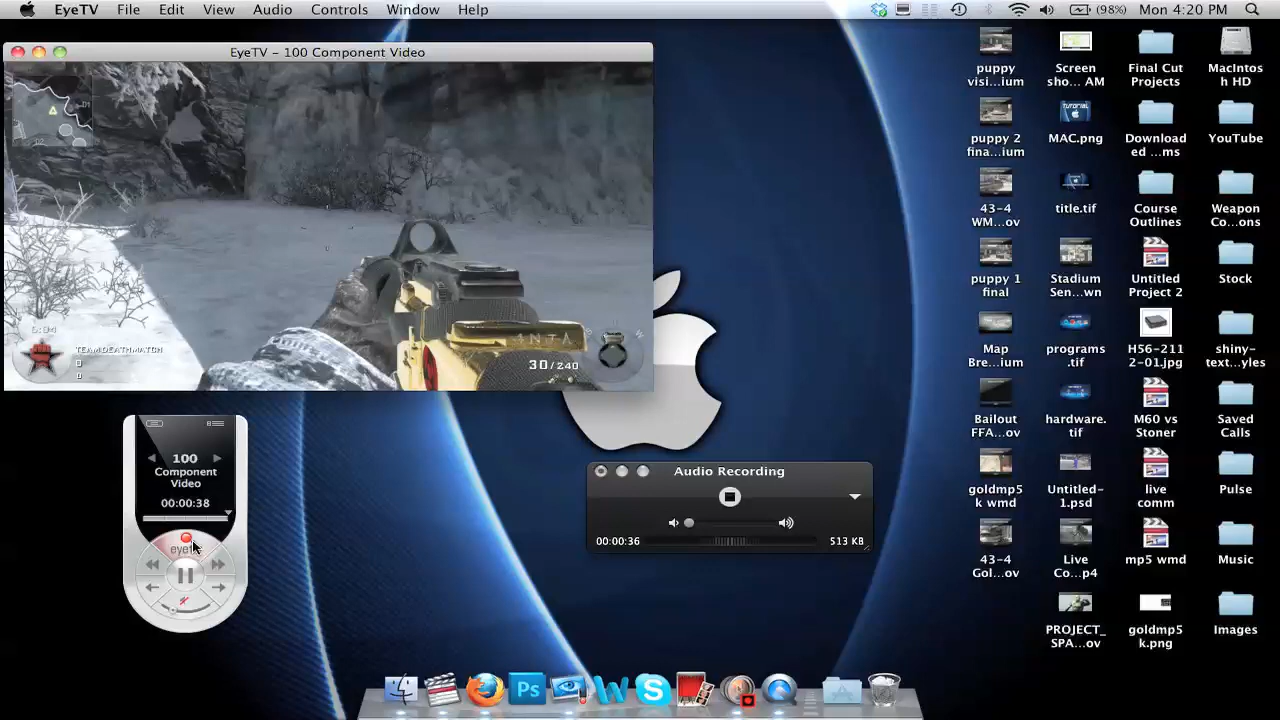 EyeTV File Edit View Audio Controls Window Help
(98%) Mon 4:20 PM
EyeTV - 100 Component Video
TEAM DEATHMATCH
0
0
30/240
100
Component
Video
00:00:38
eyetv
Audio Recording
00:00:36
513 KB
puppy
visi...ium
Screen
sho... AM
Final Cut
Projects
MacIntos
h HD
puppy 2
fina...ium
TUTORIAL
MAC.png
Download
ed ...ms
YouTube
43-4
WM...ov
title.tif
Course
Outlines
Weapon
Co...ons
puppy 1
final
Stadium
Sen...wn
Untitled
Project 2
Stock
Map
Bre...ium
programs
.tif
H56-211
2-01.jpg
shiny-
text...yles
Bailout
FFA...ov
hardware.
tif
M60 vs
Stoner
Saved
Calls
goldmp5
k wmd
Untitled-
1.psd
live
comm
Pulse
43-4
Gol...ov
Live
Co...p4
mp5 wmd
Music
PROJECT_
SPA...ov
goldmp5
k.png
Images
Ps
W
S